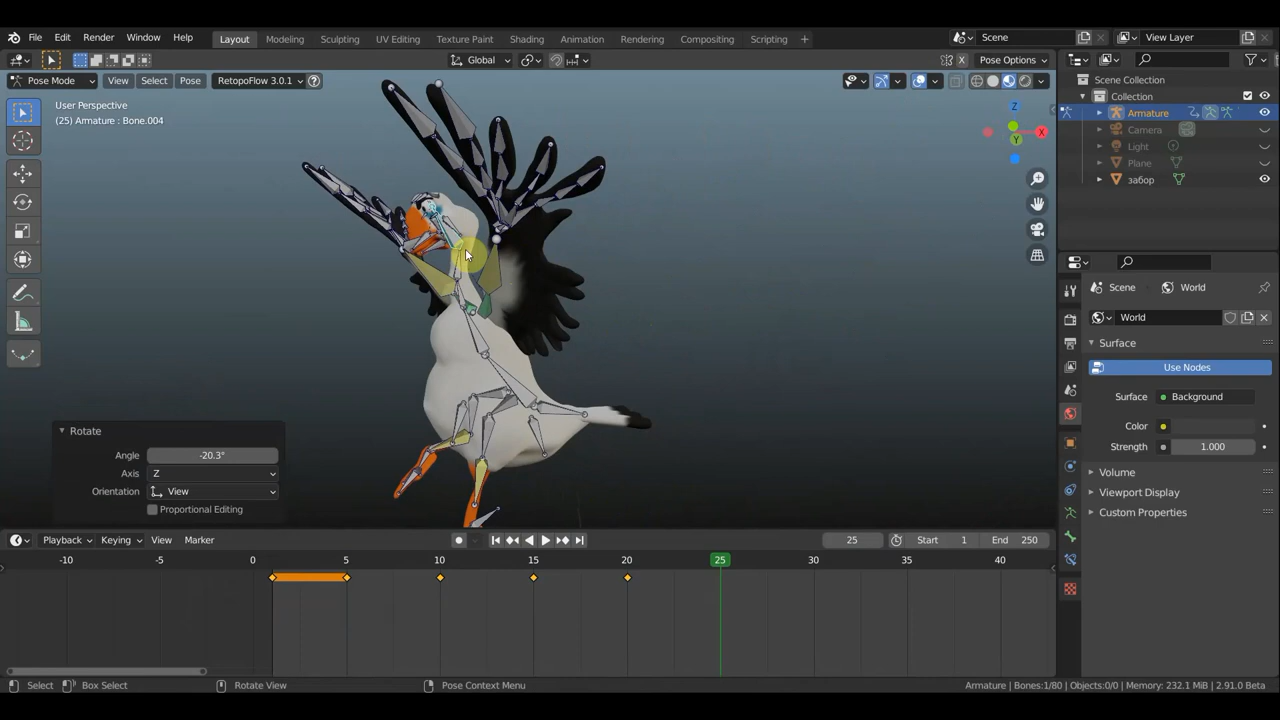 File Edit Render Window Help
Layout Modeling Sculpting UV Editing Texture Paint Shading Animation Rendering Compositing Scripting +
Scene View Layer
Global X Pose Options
Pose Mode View Select Pose RetopoFlow 3.0.1 ?
User Perspective
(25) Armature : Bone.004
Z
X
Y
Scene Collection
Collection
Armature
Camera
Light
Plane
забор
Scene World
World
Surface
Use Nodes
Surface Background
Color
Strength 1.000
Volume
Viewport Display
Custom Properties
Rotate
Angle -20.3°
Axis Z
Orientation View
Proportional Editing
Playback Keying View Marker 25 Start 1 End 250
-10 -5 0 5 10 15 20 25 30 35 40
Select Box Select Rotate View Pose Context Menu Armature | Bones:1/80 | Objects:0/0 | Memory: 232.1 MiB | 2.91.0 Beta